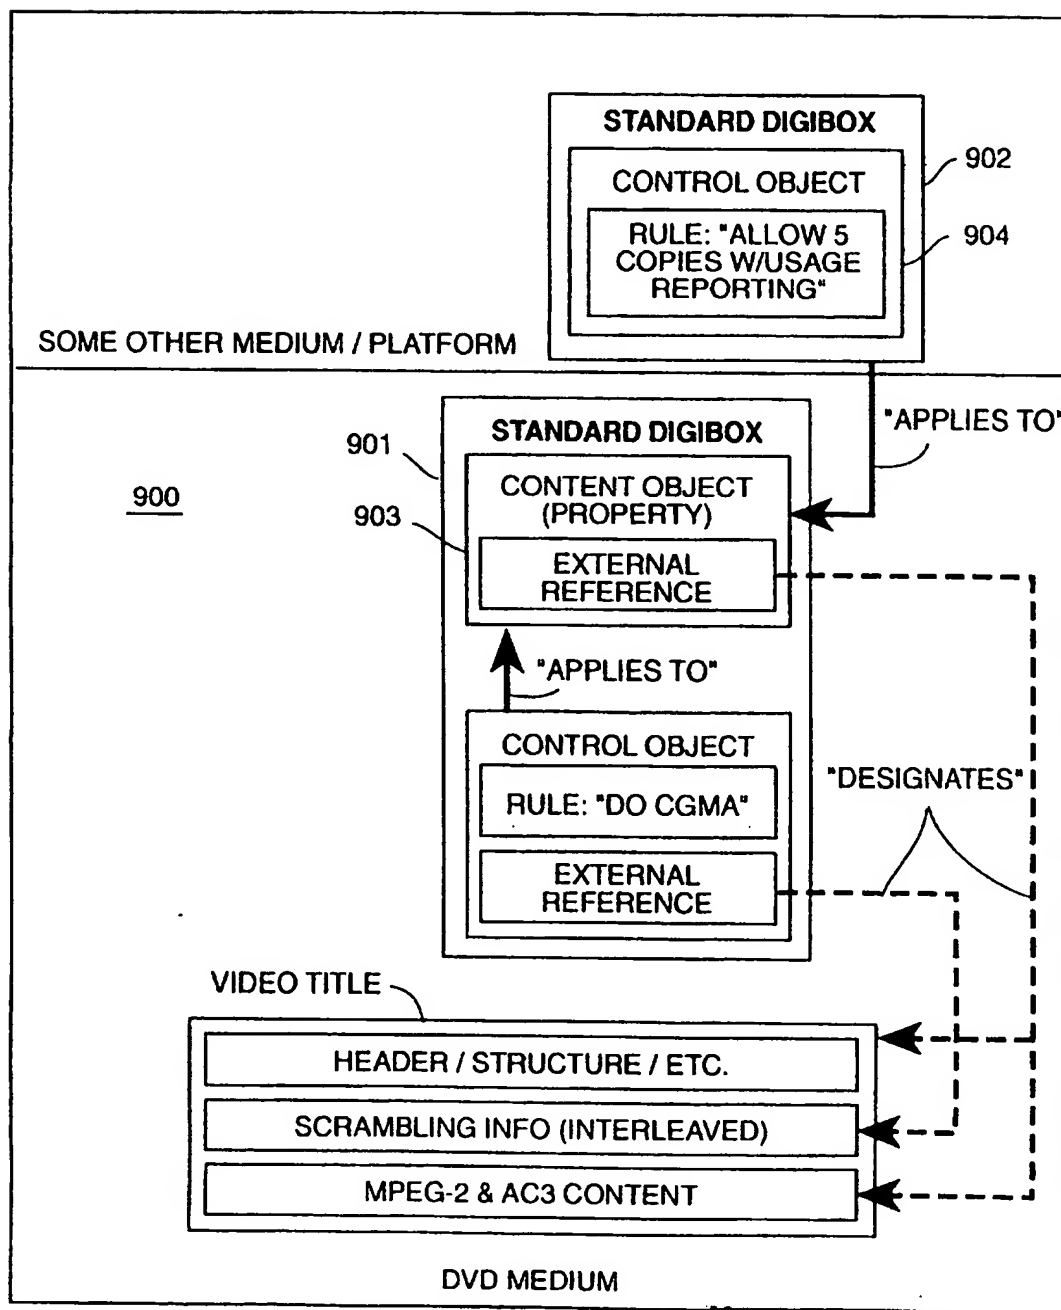 STANDARD DIGIBOX
902
CONTROL OBJECT
RULE: "ALLOW 5
COPIES W/USAGE
REPORTING"
904
SOME OTHER MEDIUM / PLATFORM
"APPLIES TO"
900
901
STANDARD DIGIBOX
CONTENT OBJECT
(PROPERTY)
903
EXTERNAL
REFERENCE
"APPLIES TO"
CONTROL OBJECT
RULE: "DO CGMA"
"DESIGNATES"
EXTERNAL
REFERENCE
VIDEO TITLE
HEADER / STRUCTURE / ETC.
SCRAMBLING INFO (INTERLEAVED)
MPEG-2 & AC3 CONTENT
DVD MEDIUM